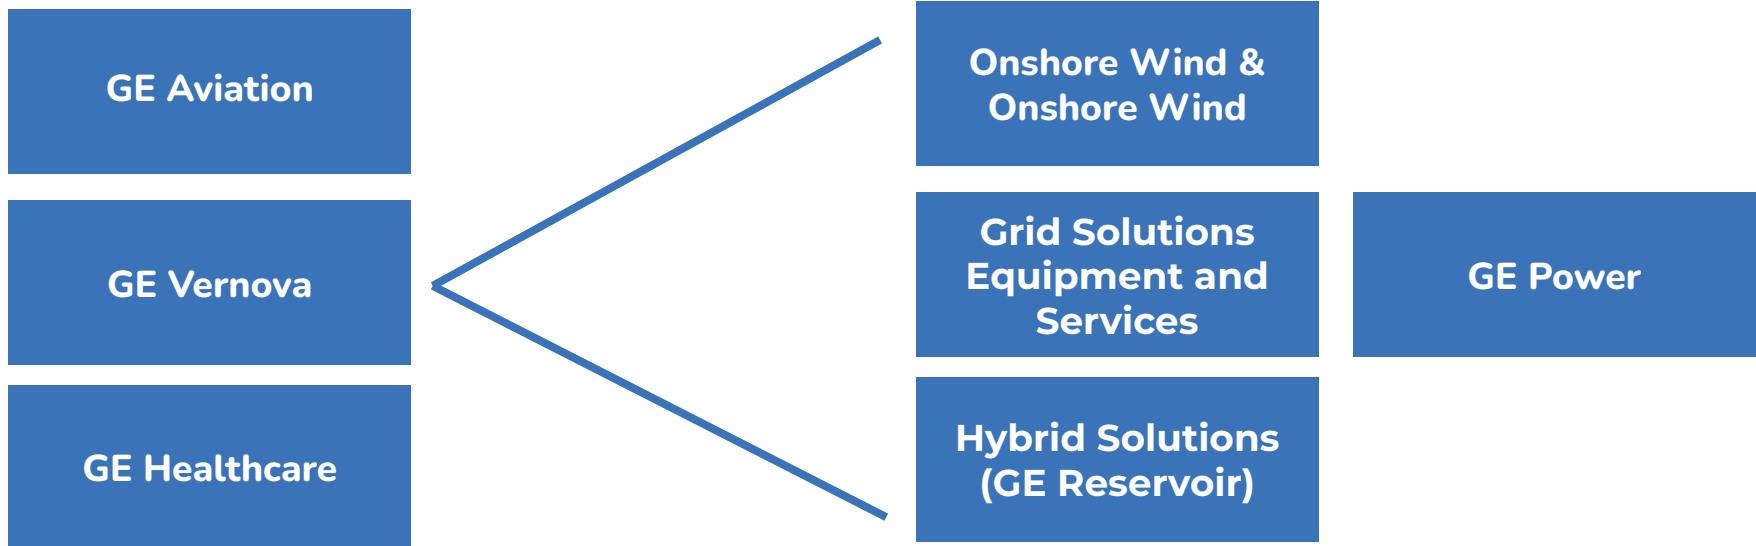 GE Aviation
GE Vernova
GE Healthcare
Onshore Wind &
Onshore Wind
Grid Solutions
Equipment and
Services
Hybrid Solutions
(GE Reservoir)
GE Power